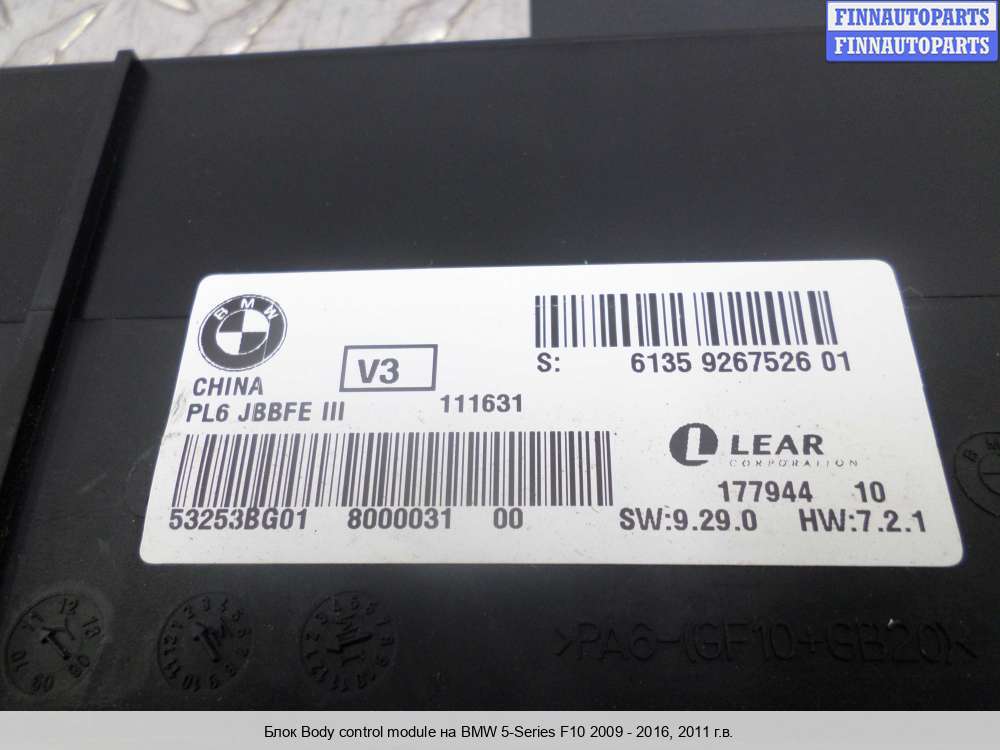 FINNAUTOPARTS
FINNAUTOPARTS
BMW
S: 6135 9267526 01
V3
CHINA
PL6 JBBFE III 111631
LEAR
CORPORATION
177944 10
53253BG01 8000031 00
SW:9.29.0 HW:7.2.1
>PA6-(GF10+GB20)<
Блок Body control module на BMW 5-Series F10 2009 - 2016, 2011 г.в.